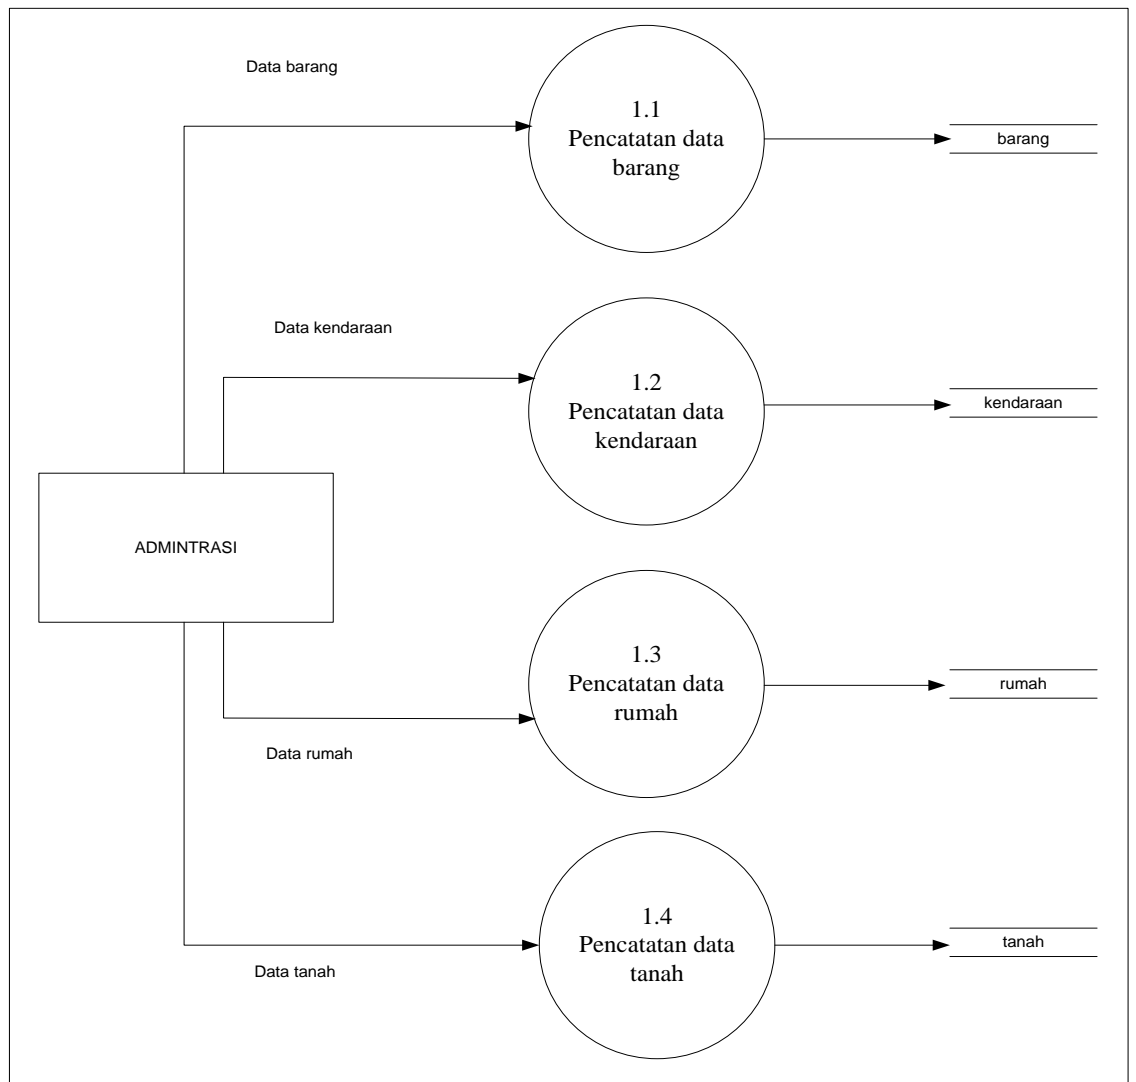 Data barang
1.1
Pencatatan data
barang
barang
Data kendaraan
1.2
Pencatatan data
kendaraan
kendaraan
ADMINTRASI
1.3
Pencatatan data
rumah
rumah
Data rumah
1.4
Pencatatan data
tanah
tanah
Data tanah